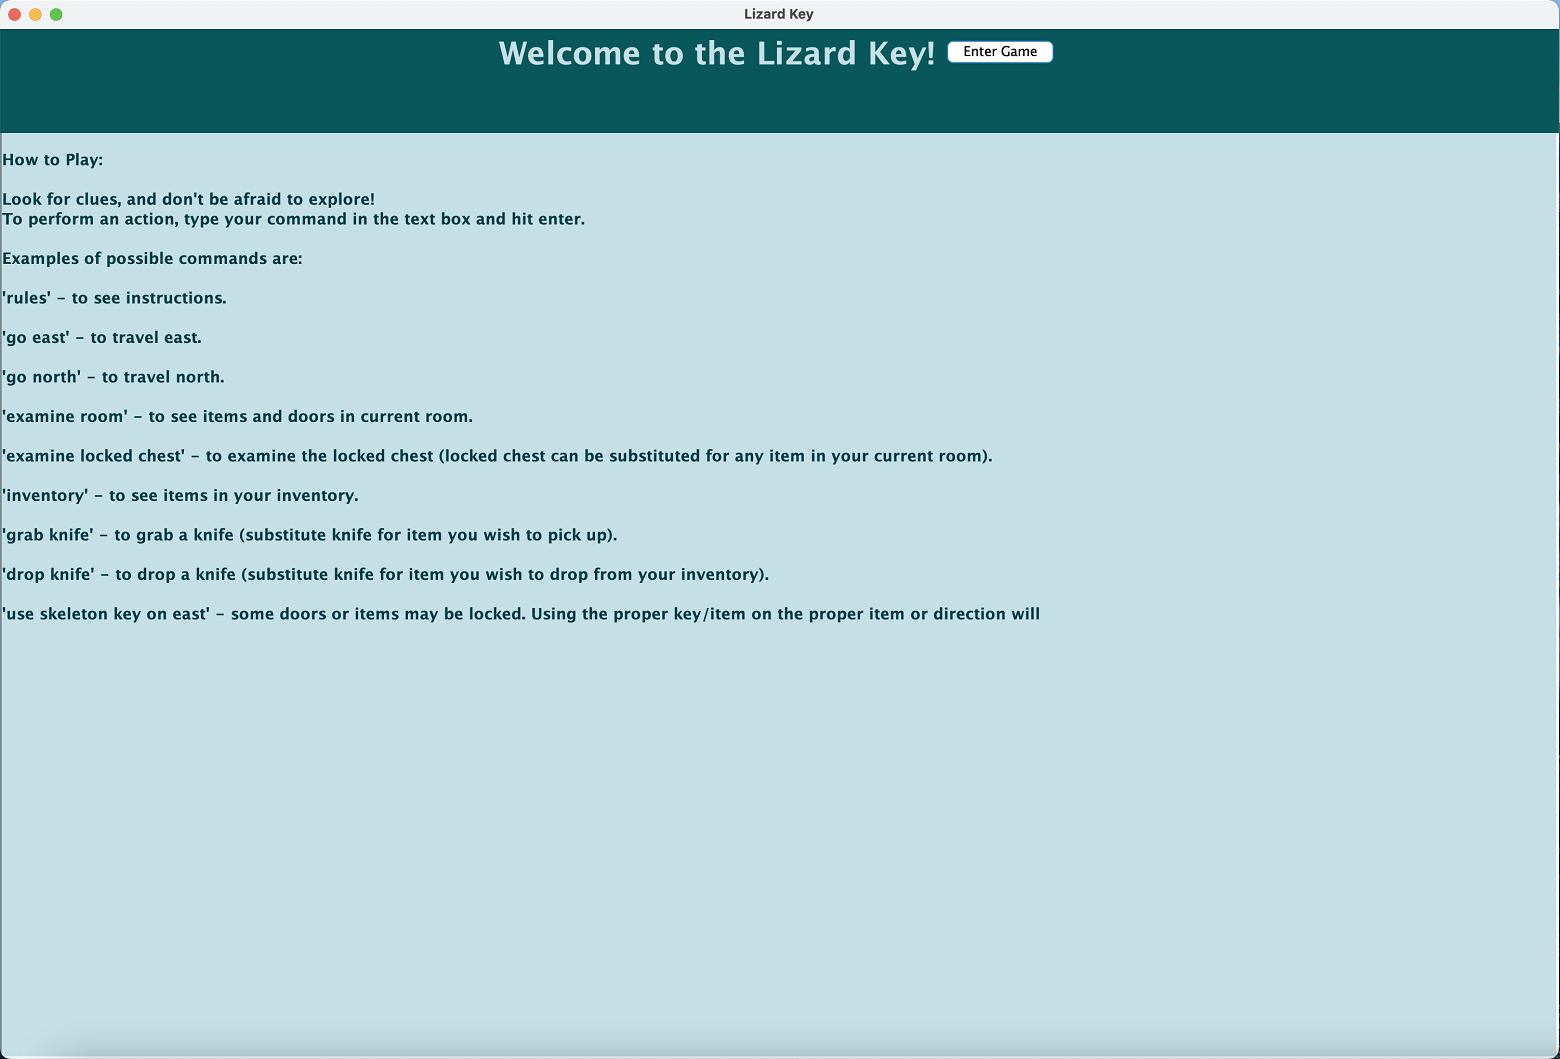 Lizard Key
Welcome to the Lizard Key! Enter Game
How to Play:
Look for clues, and don't be afraid to explore!
To perform an action, type your command in the text box and hit enter.
Examples of possible commands are:
'rules' - to see instructions.
'go east' - to travel east.
'go north' - to travel north.
'examine room' - to see items and doors in current room.
'examine locked chest' - to examine the locked chest (locked chest can be substituted for any item in your current room).
'inventory' - to see items in your inventory.
'grab knife' - to grab a knife (substitute knife for item you wish to pick up).
'drop knife' - to drop a knife (substitute knife for item you wish to drop from your inventory).
'use skeleton key on east' - some doors or items may be locked. Using the proper key/item on the proper item or direction will